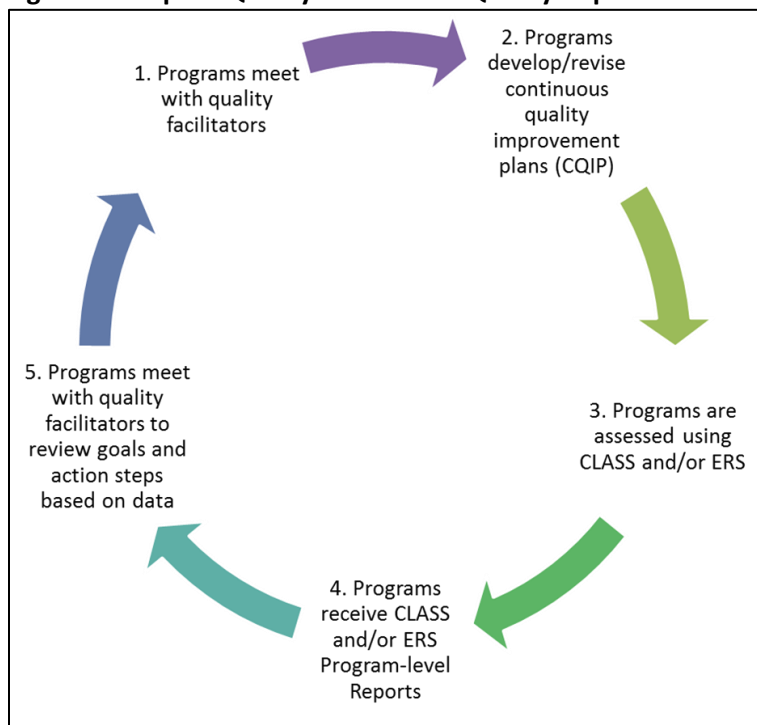 1. Programs meet
with quality
facilitators
2. Programs
develop/revise
continuous
quality
improvement
plans (CQIP)
3. Programs are
assessed using
CLASS and/or ERS
4. Programs
receive CLASS
and/or ERS
Program-level
Reports
5. Programs meet
with quality
facilitators to
review goals and
action steps
based on data